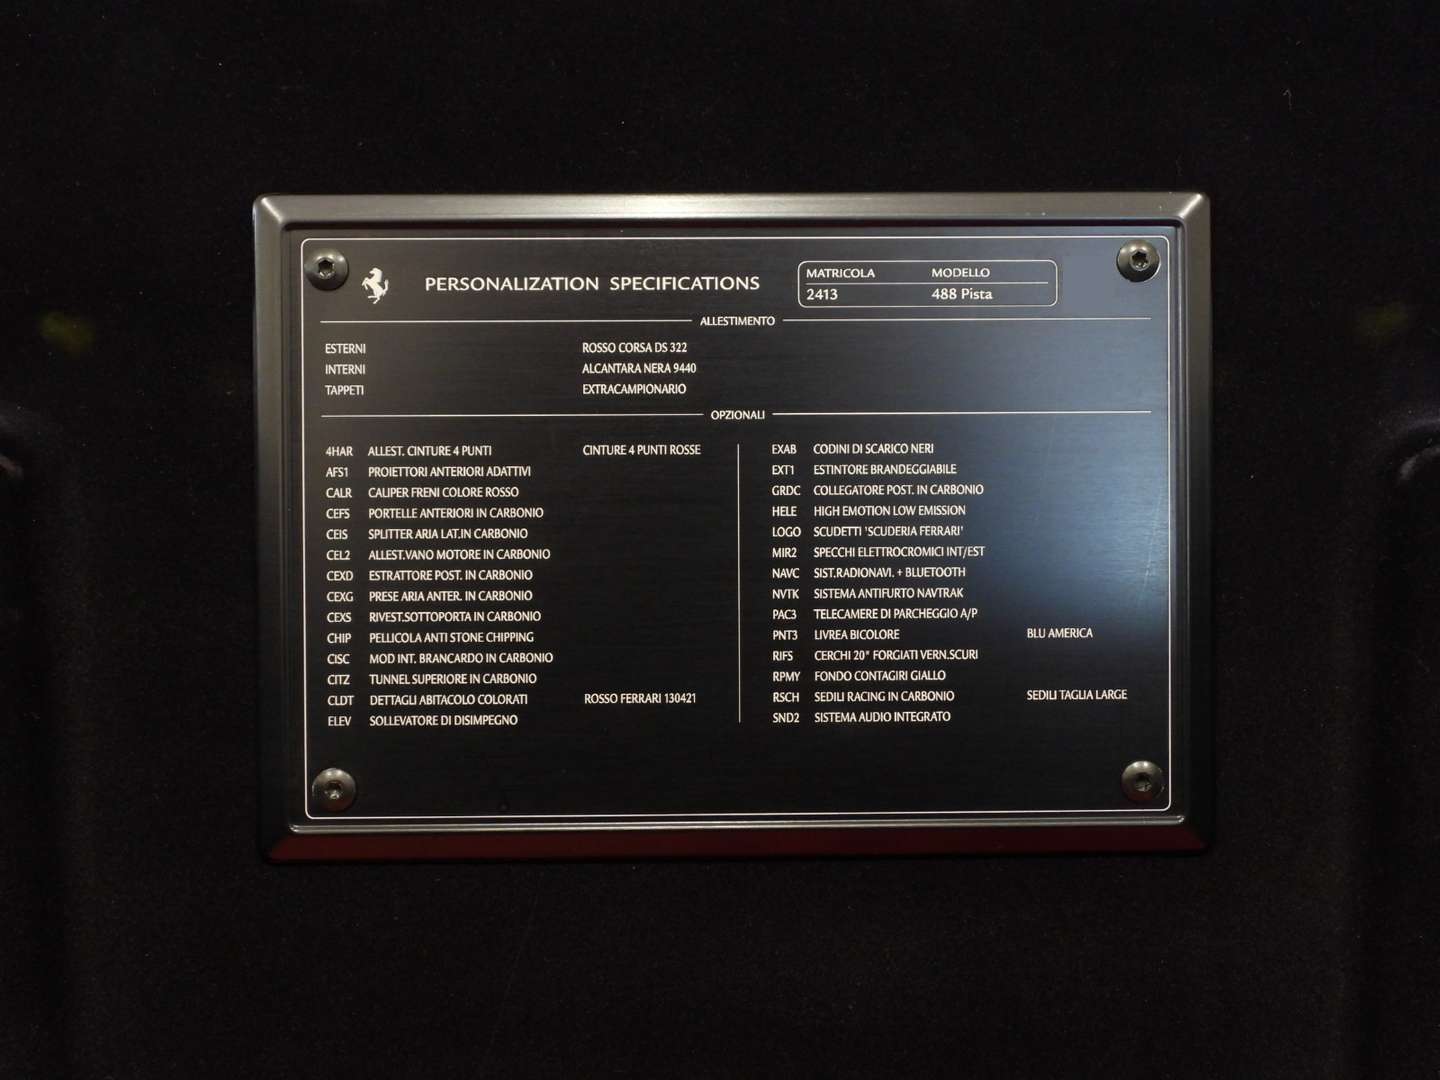 PERSONALIZATION SPECIFICATIONS
MATRICOLA MODELLO
2413 488 Pista
ALLESTIMENTO
ESTERNI ROSSO CORSA DS 322
INTERNI ALCANTARA NERA 9440
TAPPETI EXTRACAMPIONARIO
OPZIONALI
4HAR ALLEST. CINTURE 4 PUNTI CINTURE 4 PUNTI ROSSE
AFS1 PROIETTORI ANTERIORI ADATTIVI
CALR CALIPER FRENI COLORE ROSSO
CEFS PORTELLE ANTERIORI IN CARBONIO
CEIS SPLITTER ARIA LAT.IN CARBONIO
CEL2 ALLEST.VANO MOTORE IN CARBONIO
CEXD ESTRATTORE POST. IN CARBONIO
CEXG PRESE ARIA ANTER. IN CARBONIO
CEXS RIVEST.SOTTOPORTA IN CARBONIO
CHIP PELLICOLA ANTI STONE CHIPPING
CISC MOD INT. BRANCARDO IN CARBONIO
CITZ TUNNEL SUPERIORE IN CARBONIO
CLDT DETTAGLI ABITACOLO COLORATI ROSSO FERRARI 130421
ELEV SOLLEVATORE DI DISIMPEGNO
EXAB CODINI DI SCARICO NERI
EXT1 ESTINTORE BRANDEGGIABILE
GRDC COLLEGATORE POST. IN CARBONIO
HELE HIGH EMOTION LOW EMISSION
LOGO SCUDETTI 'SCUDERIA FERRARI'
MIR2 SPECCHI ELETTROCROMICI INT/EST
NAVC SIST.RADIONAVI. + BLUETOOTH
NVTK SISTEMA ANTIFURTO NAVTRAK
PAC3 TELECAMERE DI PARCHEGGIO A/P
PNT3 LIVREA BICOLORE BLU AMERICA
RIFS CERCHI 20" FORGIATI VERN.SCURI
RPMY FONDO CONTAGIRI GIALLO
RSCH SEDILI RACING IN CARBONIO SEDILI TAGLIA LARGE
SND2 SISTEMA AUDIO INTEGRATO